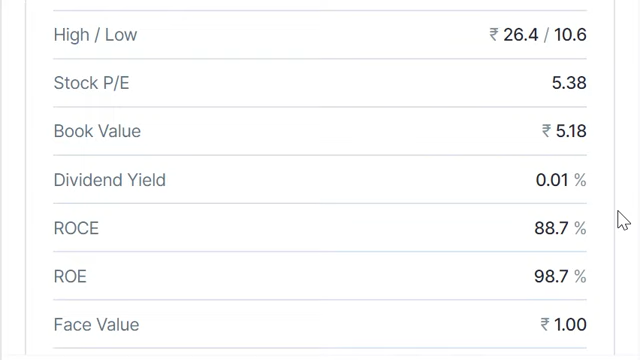 High / Low ₹ 26.4 / 10.6
Stock P/E 5.38
Book Value ₹ 5.18
Dividend Yield 0.01 %
ROCE 88.7 %
ROE 98.7 %
Face Value ₹ 1.00